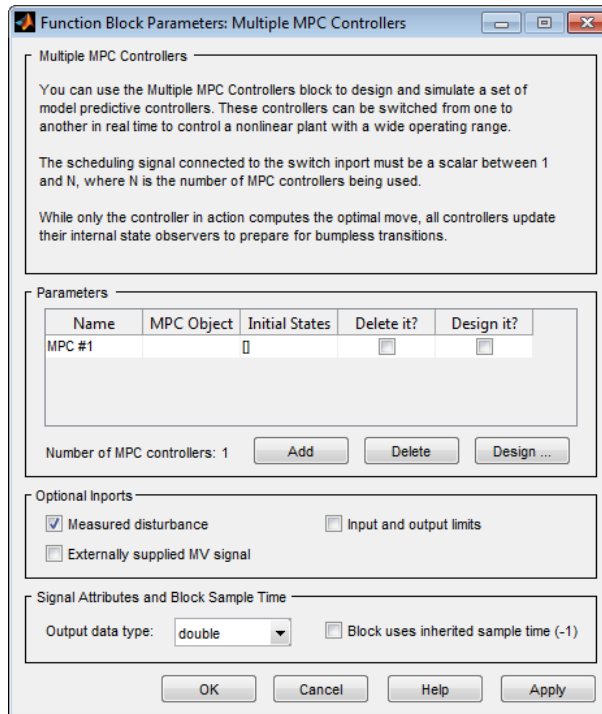 Function Block Parameters: Multiple MPC Controllers
Multiple MPC Controllers
You can use the Multiple MPC Controllers block to design and simulate a set of
model predictive controllers. These controllers can be switched from one to
another in real time to control a nonlinear plant with a wide operating range.
The scheduling signal connected to the switch inport must be a scalar between 1
and N, where N is the number of MPC controllers being used.
While only the controller in action computes the optimal move, all controllers update
their internal state observers to prepare for bumpless transitions.
Parameters
Name MPC Object Initial States Delete it? Design it?
MPC #1 []
Number of MPC controllers: 1 Add Delete Design ...
Optional Inports
Measured disturbance Input and output limits
Externally supplied MV signal
Signal Attributes and Block Sample Time
Output data type: double Block uses inherited sample time (-1)
OK Cancel Help Apply